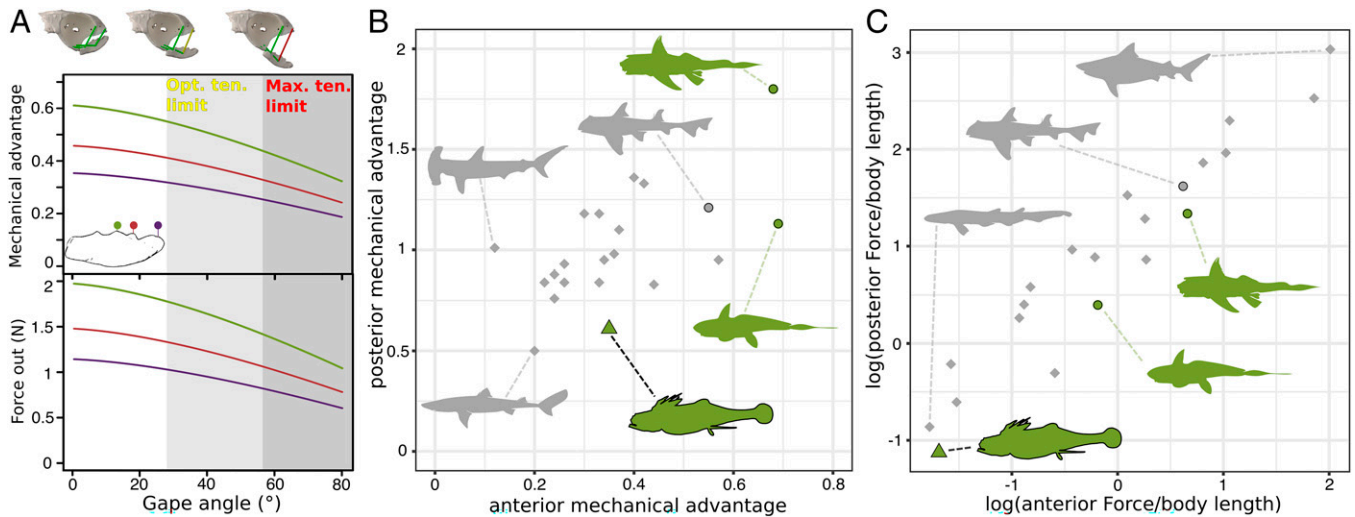 A
Opt. ten.
limit
Max. ten.
limit
Mechanical advantage
0.6
0.4
0.2
0
Force out (N)
2
1.5
1
0.5
0
0
20
40
60
80
Gape angle (°)
B
posterior mechanical advantage
2
1.5
1
0.5
0
0
0.2
0.4
0.6
0.8
anterior mechanical advantage
C
log(posterior Force/body length)
3
2
1
0
-1
-1
0
1
2
log(anterior Force/body length)